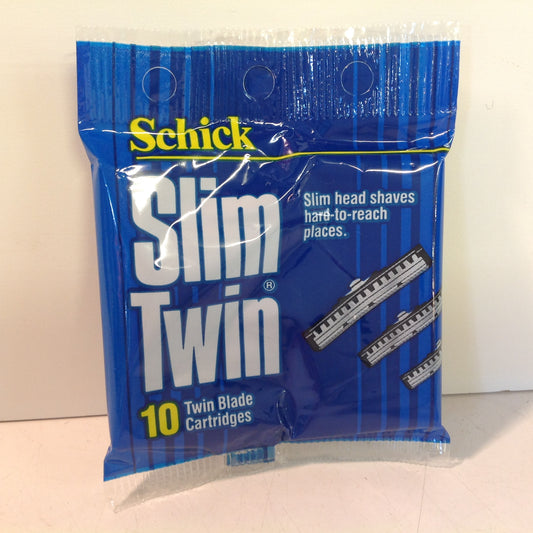 Schick
Slim
Twin®
Slim head shaves
hard-to-reach
places.
10 Twin Blade
Cartridges